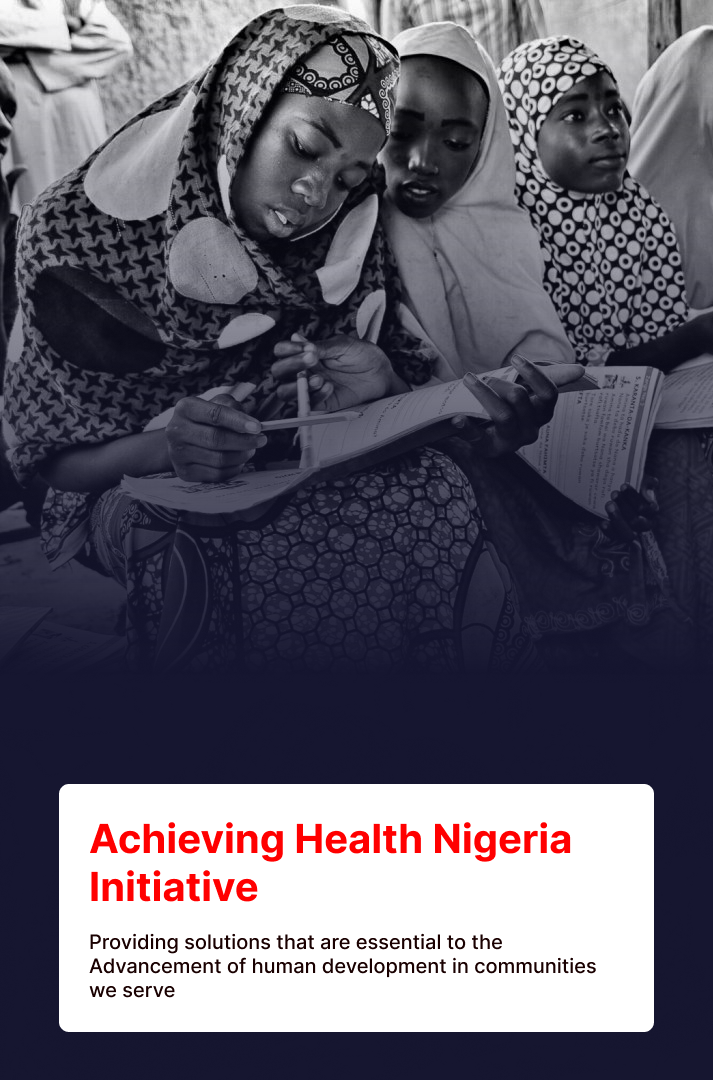 Achieving Health Nigeria
Initiative
Providing solutions that are essential to the
Advancement of human development in communities
we serve